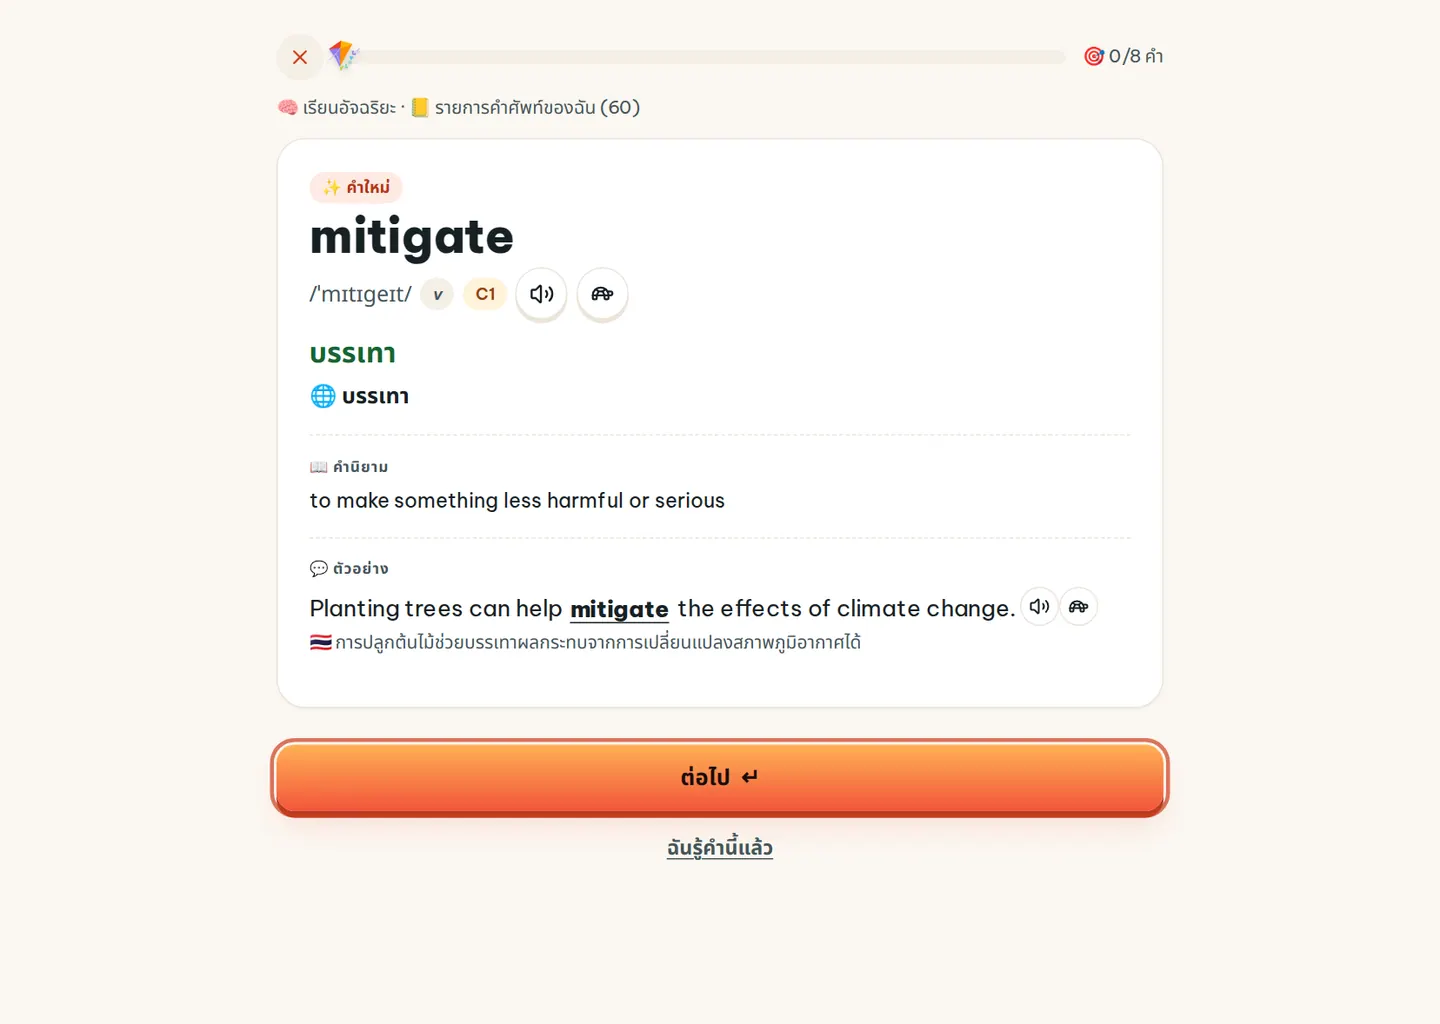 0/8 คำ
เรียนอัจฉริยะ · รายการคำศัพท์ของฉัน (60)
คำใหม่
mitigate
/ˈmɪtɪɡeɪt/ v C1
บรรเทา
บรรเทา
คำนิยาม
to make something less harmful or serious
ตัวอย่าง
Planting trees can help mitigate the effects of climate change.
การปลูกต้นไม้ช่วยบรรเทาผลกระทบจากการเปลี่ยนแปลงสภาพภูมิอากาศได้
ต่อไป ↵
ฉันรู้คำนี้แล้ว